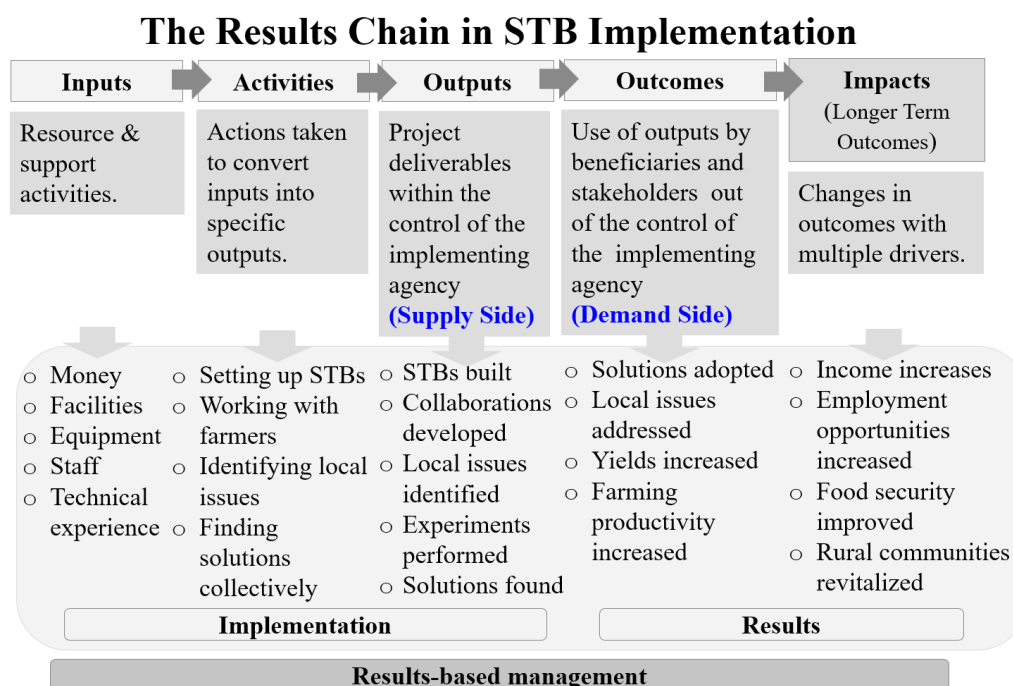 The Results Chain in STB Implementation
Inputs
Activities
Outputs
Outcomes
Impacts
(Longer Term
Outcomes)
Resource &
support
activities.
Actions taken
to convert
inputs into
specific
outputs.
Project
deliverables
within the
control of the
implementing
agency
(Supply Side)
Use of outputs by
beneficiaries and
stakeholders out
of the control of
the implementing
agency
(Demand Side)
Changes in
outcomes with
multiple drivers.
o Money
o Facilities
o Equipment
o Staff
o Technical
experience
o Setting up STBs
o Working with
farmers
o Identifying local
issues
o Finding
solutions
collectively
o STBs built
o Collaborations
developed
o Local issues
identified
o Experiments
performed
o Solutions found
o Solutions adopted
o Local issues
addressed
o Yields increased
o Farming
productivity
increased
o Income increases
o Employment
opportunities
increased
o Food security
improved
o Rural communities
revitalized
Implementation
Results
Results-based management